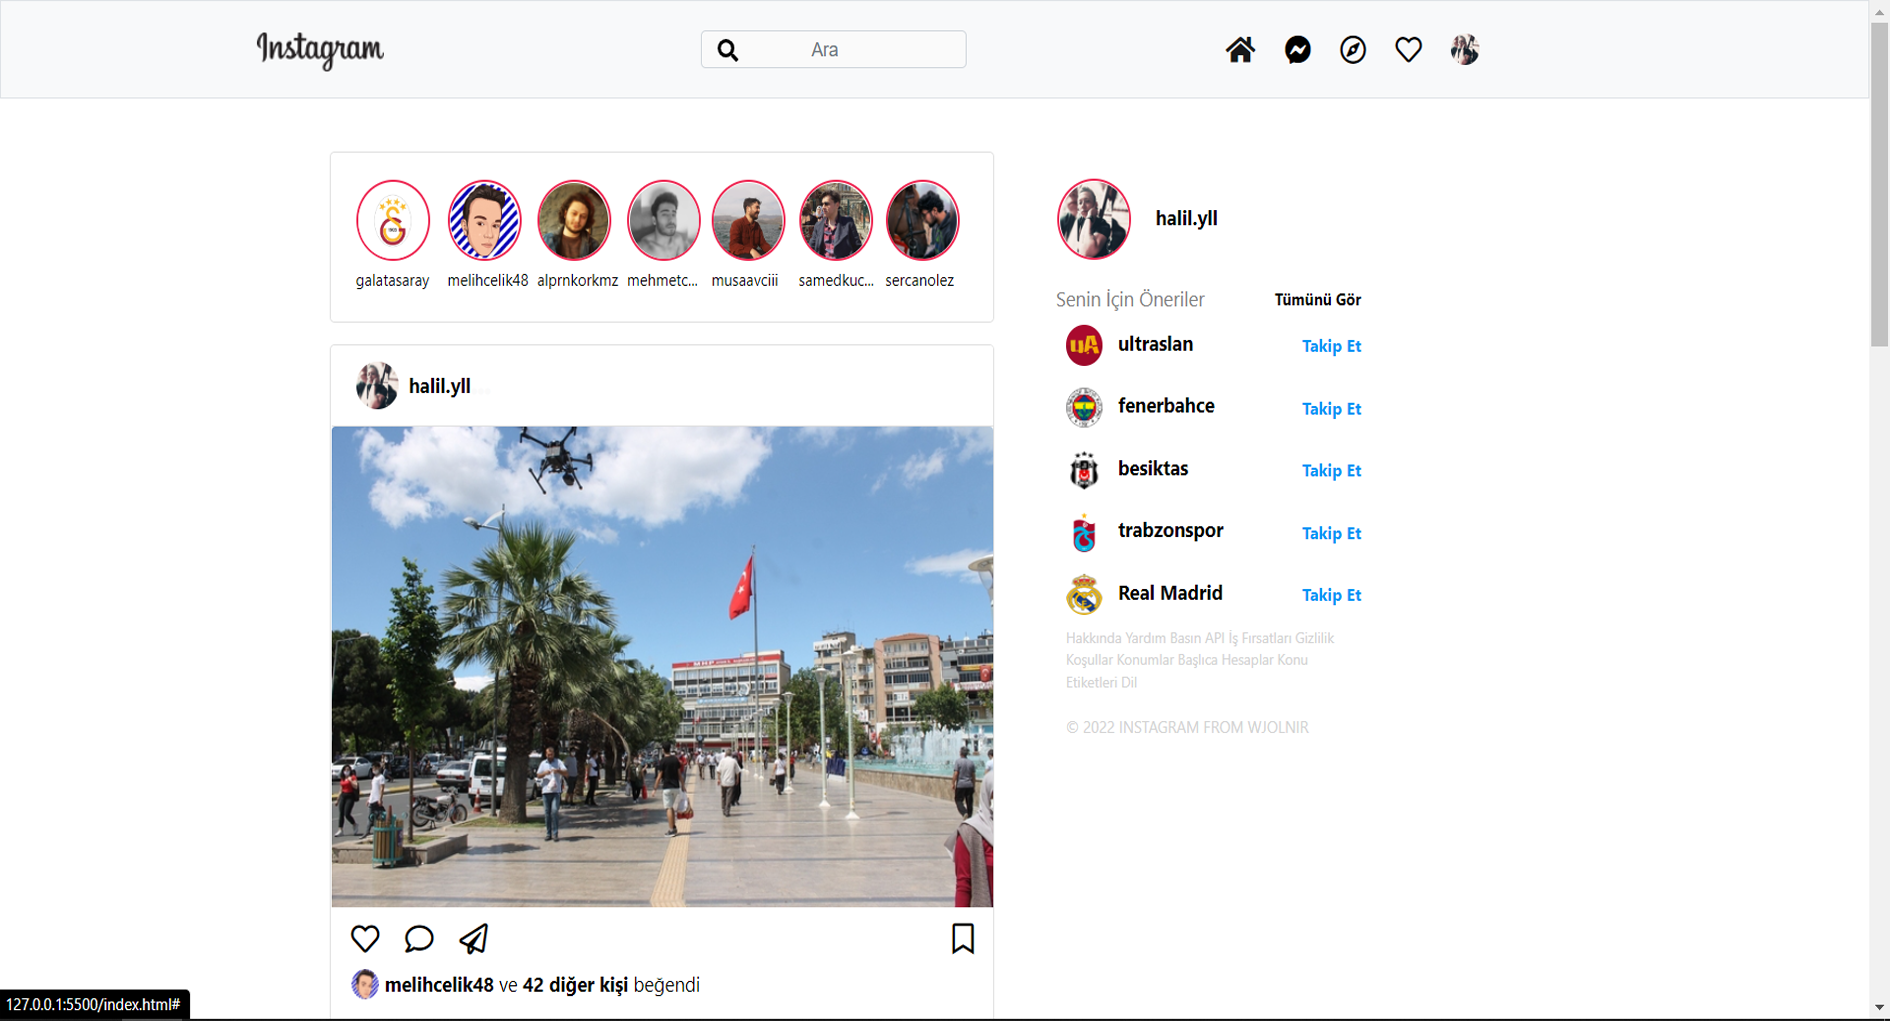 Instagram
Ara
galatasaray melihcelik48 alprnkorkmz mehmetc... musaavciii samedkuc... sercanolez
halil.yll
Senin İçin Öneriler Tümünü Gör
ultraslan Takip Et
fenerbahce Takip Et
besiktas Takip Et
trabzonspor Takip Et
Real Madrid Takip Et
Hakkında Yardım Basın API İş Fırsatları Gizlilik
Koşullar Konumlar Başlıca Hesaplar Konu
Etiketleri Dil
© 2022 INSTAGRAM FROM WJOLNIR
halil.yll
MHP
melihcelik48 ve 42 diğer kişi beğendi
127.0.0.1:5500/index.html#